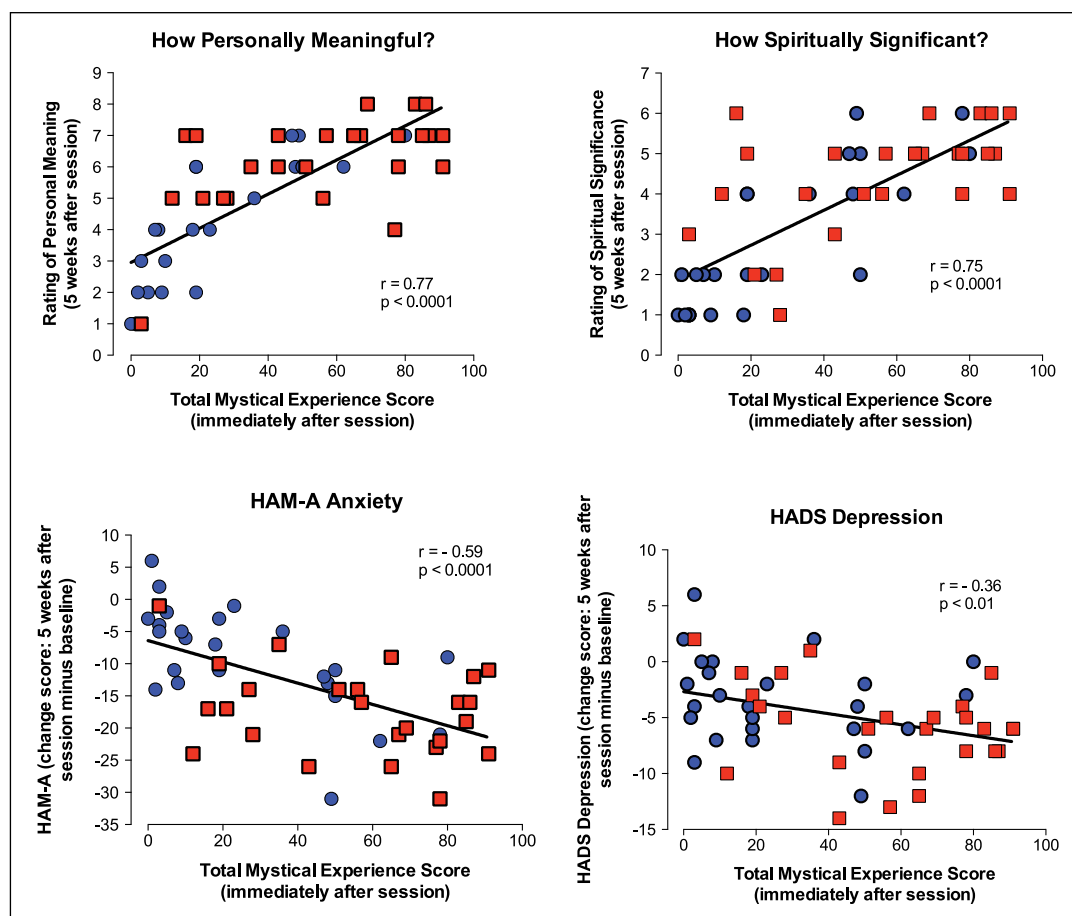 How Personally Meaningful?
Rating of Personal Meaning
(5 weeks after session)
9
8
7
6
5
4
3
2
1
0
r = 0.77
p < 0.0001
0 20 40 60 80 100
Total Mystical Experience Score
(immediately after session)
How Spiritually Significant?
Rating of Spiritual Significance
(5 weeks after session)
7
6
5
4
3
2
1
0
r = 0.75
p < 0.0001
0 20 40 60 80 100
Total Mystical Experience Score
(immediately after session)
HAM-A Anxiety
HAM-A (change score: 5 weeks after
session minus baseline)
10
5
0
-5
-10
-15
-20
-25
-30
-35
r = - 0.59
p < 0.0001
0 20 40 60 80 100
Total Mystical Experience Score
(immediately after session)
HADS Depression
HADS Depression (change score: 5 weeks after
session minus baseline)
10
5
0
-5
-10
-15
r = - 0.36
p < 0.01
0 20 40 60 80 100
Total Mystical Experience Score
(immediately after session)